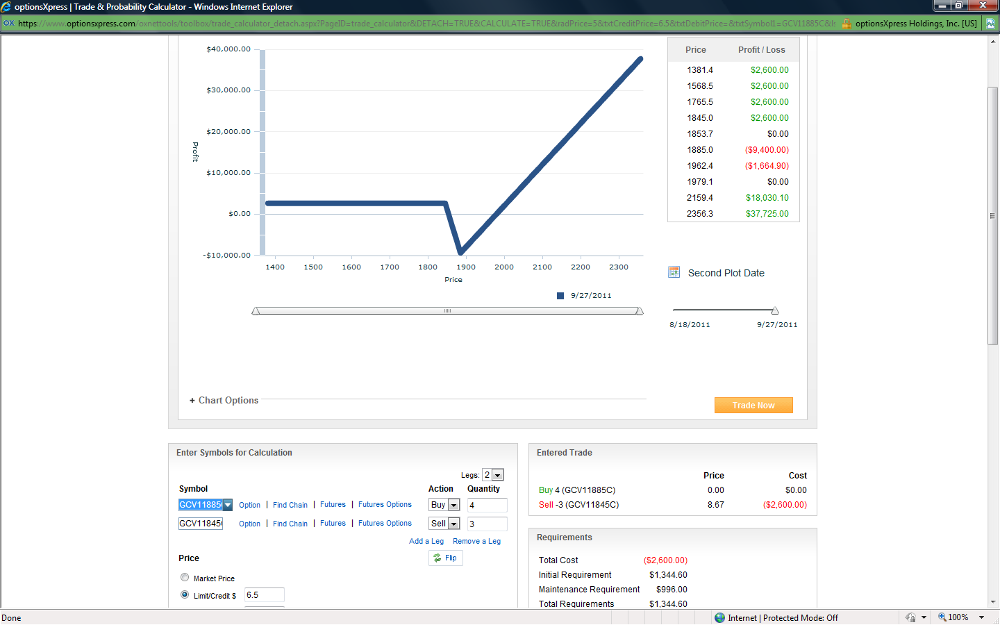 optionsXpress | Trade & Probability Calculator - Windows Internet Explorer
OX https://www.optionsxpress.com/oxnettools/toolbox/trade_calculator_detach.aspx?PageID=trade_calculator&DETACH=TRUE&CALCULATE=TRUE&radPrice=5&txtCreditPrice=6.5&txtDebitPrice=&txtSymbol1=GCV11885C&ls optionsXpress Holdings, Inc. [US]
$40,000.00
$30,000.00
$20,000.00
$10,000.00
$0.00
-$10,000.00
Profit
1400 1500 1600 1700 1800 1900 2000 2100 2200 2300
Price
9/27/2011
Price Profit / Loss
1381.4 $2,600.00
1568.5 $2,600.00
1765.5 $2,600.00
1845.0 $2,600.00
1853.7 $0.00
1885.0 ($9,400.00)
1962.4 ($1,664.90)
1979.1 $0.00
2159.4 $18,030.10
2356.3 $37,725.00
Second Plot Date
8/18/2011 9/27/2011
+ Chart Options
Trade Now
Enter Symbols for Calculation
Legs: 2
Symbol Action Quantity
GCV11885 Option | Find Chain | Futures | Futures Options Buy 4
GCV11845 Option | Find Chain | Futures | Futures Options Sell 3
Add a Leg Remove a Leg
Price Flip
Market Price
Limit/Credit $ 6.5
Entered Trade
Price Cost
Buy 4 (GCV11885C) 0.00 $0.00
Sell -3 (GCV11845C) 8.67 ($2,600.00)
Requirements
Total Cost ($2,600.00)
Initial Requirement $1,344.60
Maintenance Requirement $996.00
Total Requirements $1,344.60
Done Internet | Protected Mode: Off 100%